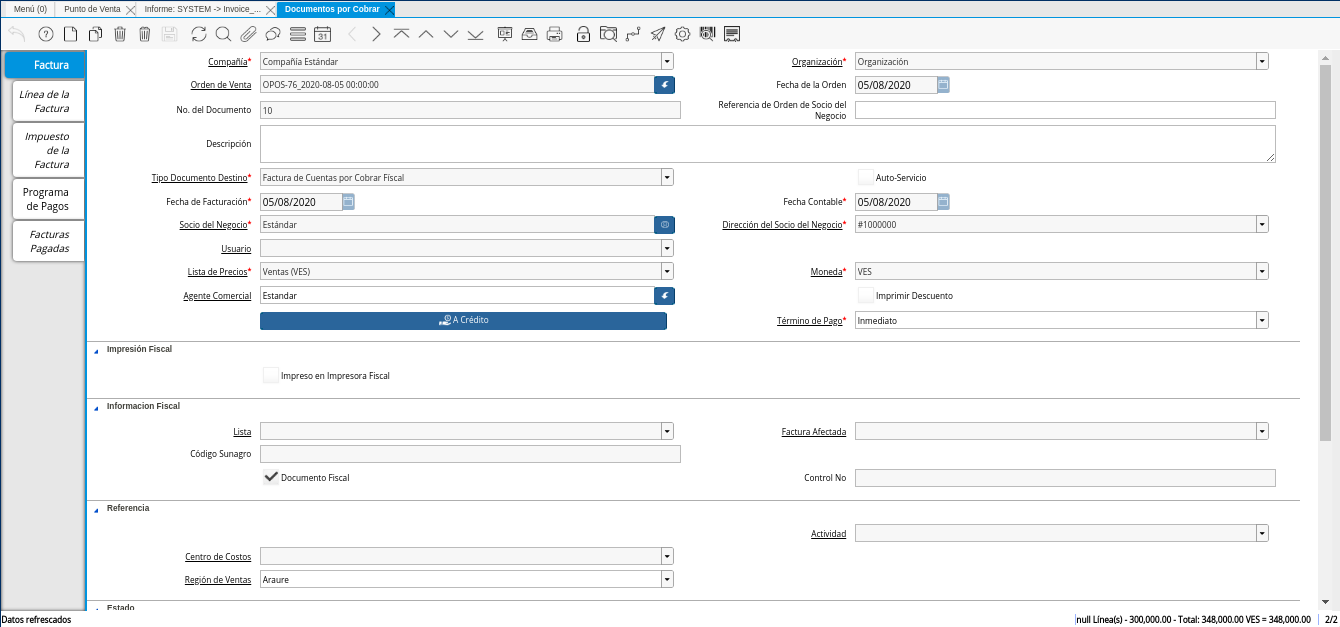 Menú (0) Punto de Venta Informe: SYSTEM -> Invoice_... Documentos por Cobrar
31
Factura
Línea de la
Factura
Impuesto
de la
Factura
Programa
de Pagos
Facturas
Pagadas
Compañía* Compañía Estándar Organización* Organización
Orden de Venta OPOS-76_2020-08-05 00:00:00 Fecha de la Orden 05/08/2020
No. del Documento 10 Referencia de Orden de Socio del
Negocio
Descripción
Tipo Documento Destino* Factura de Cuentas por Cobrar Físcal Auto-Servicio
Fecha de Facturación* 05/08/2020 Fecha Contable* 05/08/2020
Socio del Negocio* Estándar Dirección del Socio del Negocio* #1000000
Usuario
Lista de Precios* Ventas (VES) Moneda* VES
Agente Comercial Estandar Imprimir Descuento
A Crédito Término de Pago* Inmediato
Impresión Fiscal
Impreso en Impresora Fiscal
Informacion Fiscal
Lista Factura Afectada
Código Sunagro
Documento Fiscal Control No
Referencia
Actividad
Centro de Costos
Región de Ventas Araure
Estado
Datos refrescados null Línea(s) - 300,000.00 - Total: 348,000.00 VES = 348,000.00 2/2